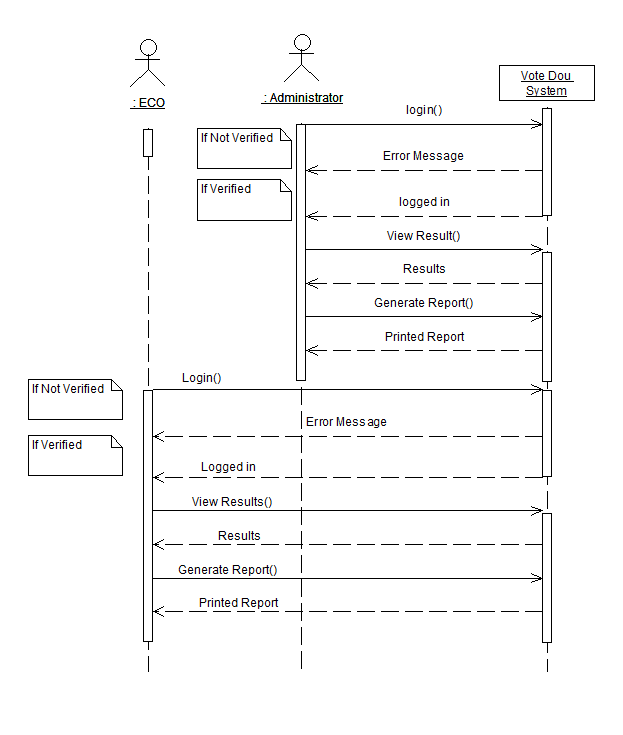 : ECO
: Administrator
Vote Dou
System
login()
If Not Verified
Error Message
If Verified
logged in
View Result()
Results
Generate Report()
Printed Report
Login()
If Not Verified
Error Message
If Verified
Logged in
View Results()
Results
Generate Report()
Printed Report